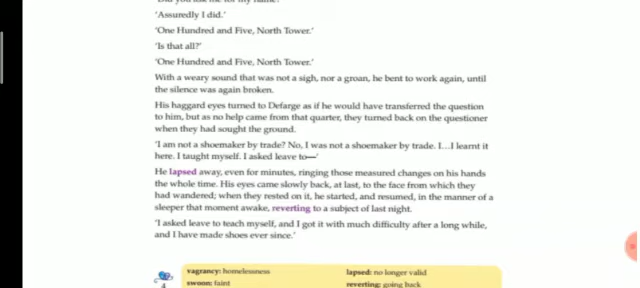 'Assuredly I did.'
'One Hundred and Five, North Tower.'
'Is that all?'
'One Hundred and Five, North Tower.'
With a weary sound that was not a sigh, nor a groan, he bent to work again, until
the silence was again broken.
His haggard eyes turned to Defarge as if he would have transferred the question
to him, but as no help came from that quarter, they turned back on the questioner
when they had sought the ground.
'I am not a shoemaker by trade? No, I was not a shoemaker by trade. I...I learnt it
here. I taught myself. I asked leave to—'
He lapsed away, even for minutes, ringing those measured changes on his hands
the whole time. His eyes came slowly back, at last, to the face from which they
had wandered; when they rested on it, he started, and resumed, in the manner of a
sleeper that moment awake, reverting to a subject of last night.
'I asked leave to teach myself, and I got it with much difficulty after a long while,
and I have made shoes ever since.'
vagrancy: homelessness
lapsed: no longer valid
swoon: faint
reverting: going back
4